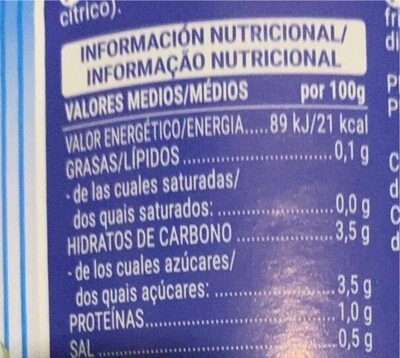 cítrico).
INFORMACIÓN NUTRICIONAL/
INFORMAÇÃO NUTRICIONAL
VALORES MEDIOS/MÉDIOS por 100g
VALOR ENERGÉTICO/ENERGIA.....89 kJ/21 kcal
GRASAS/LÍPIDOS..............................0,1 g
- de las cuales saturadas/
dos quais saturados:......................0,0 g
HIDRATOS DE CARBONO...................3,5 g
- de los cuales azúcares/
dos quais açúcares:.......................3,5 g
PROTEÍNAS.....................................1,0 g
SAL................................................0,5 g